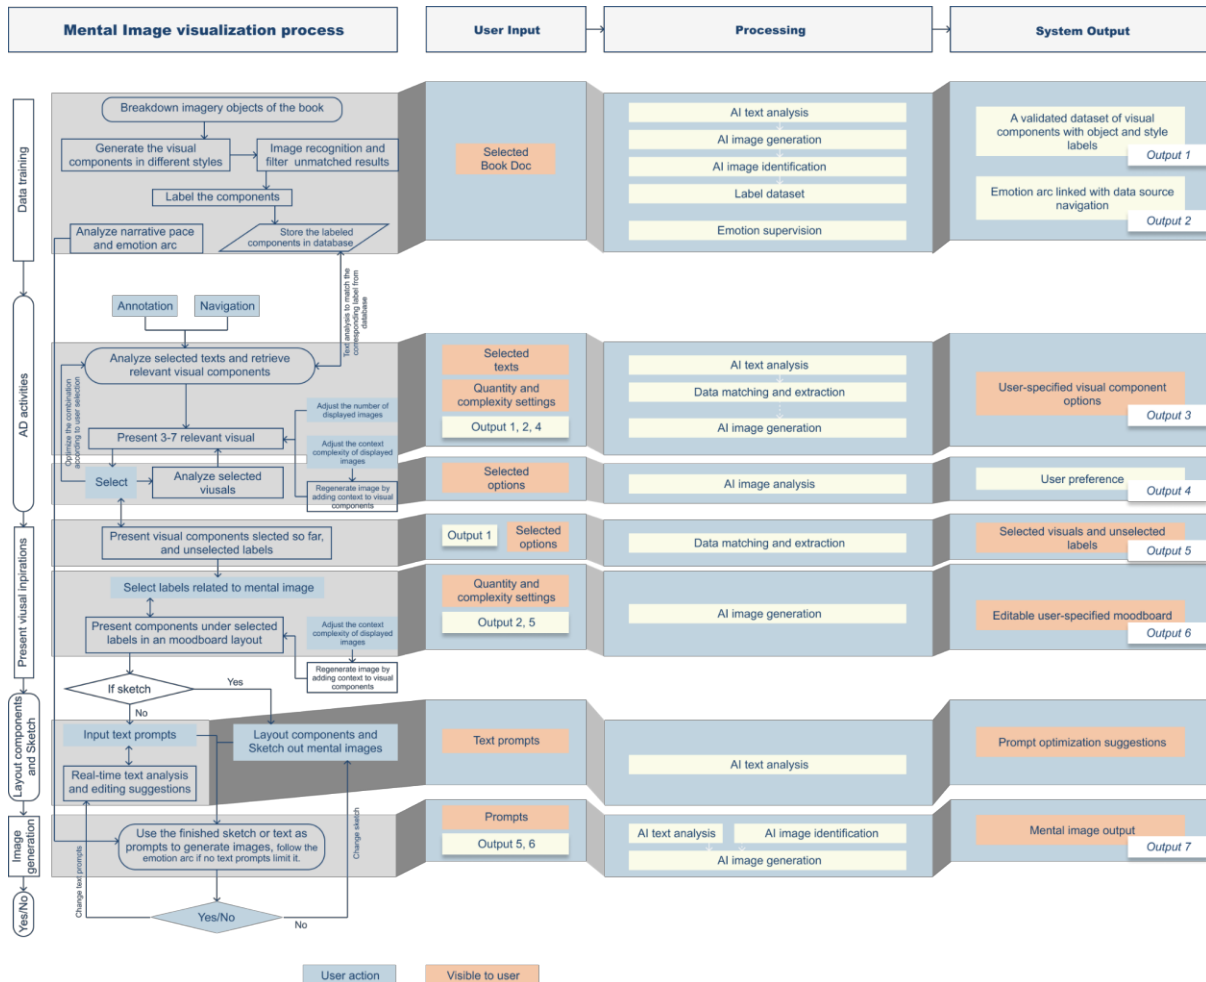 Mental Image visualization process
User Input
Processing
System Output
Data training
Breakdown imagery objects of the book
Generate the visual
components in different styles
Image recognition and
filter unmatched results
Label the components
Analyze narrative pace
and emotion arc
Store the labeled
components in database
Selected
Book Doc
AI text analysis
AI image generation
AI image identification
Label dataset
Emotion supervision
A validated dataset of visual
components with object and style
labels
Output 1
Emotion arc linked with data source
navigation
Output 2
Text analysis to match the
corresponding label from
database
AD activities
Annotation
Navigation
Analyze selected texts and retrieve
relevant visual components
Optimize the combination
according to user selection
Adjust the number of
displayed images
Present 3-7 relevant visual
Adjust the context
complexity of displayed
images
Select
Analyze selected
viusals
Regenerate image by
adding context to visual
components
Selected
texts
Quantity and
complexity settings
Output 1, 2, 4
AI text analysis
Data matching and extraction
AI image generation
User-specified visual component
options
Output 3
Selected
options
AI image analysis
User preference
Output 4
Present viusal inpirations
Present visual components slected so far,
and unselected labels
Output 1
Selected
options
Data matching and extraction
Selected visuals and unselected
labels
Output 5
Select labels related to mental image
Present components under selected
labels in an moodboard layout
Adjust the context
complexity of displayed
images
Regenerate image by
adding context to visual
components
Quantity and
complexity settings
Output 2, 5
AI image generation
Editable user-specified moodboard
Output 6
If sketch
Yes
No
Layout components
and Sketch
Input text prompts
Layout components and
Sketch out mental images
Real-time text analysis
and editing suggestions
Text prompts
AI text analysis
Prompt optimization suggestions
Image
generation
Change text prompts
Use the finished sketch or text as
prompts to generate images, follow the
emotion arc if no text prompts limit it.
Change sketch
Prompts
Output 5, 6
AI text analysis
AI image identification
AI image generation
Mental image output
Output 7
Yes/No
Yes/No
No
User action
Visible to user